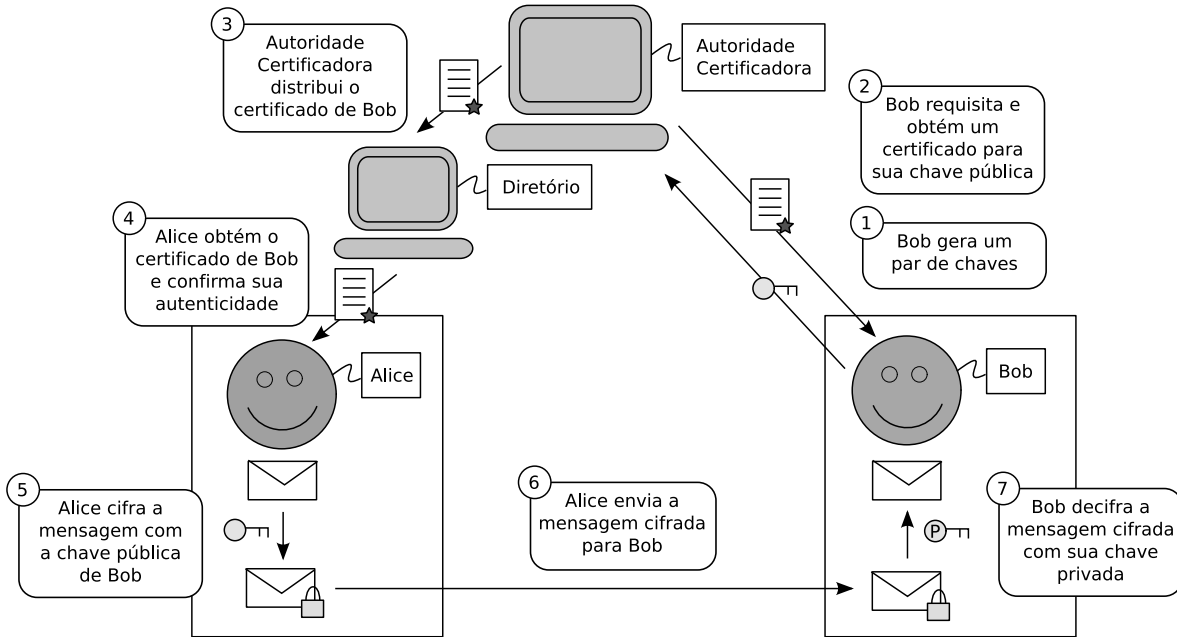 3
Autoridade
Certificadora
distribui o
certificado de Bob
Autoridade
Certificadora
2
Bob requisita e
obtém um
certificado para
sua chave pública
Diretório
4
Alice obtém o
certificado de Bob
e confirma sua
autenticidade
1
Bob gera um
par de chaves
Alice
Bob
5
Alice cifra a
mensagem com
a chave pública
de Bob
6
Alice envia a
mensagem cifrada
para Bob
7
Bob decifra a
mensagem cifrada
com sua chave
privada
P